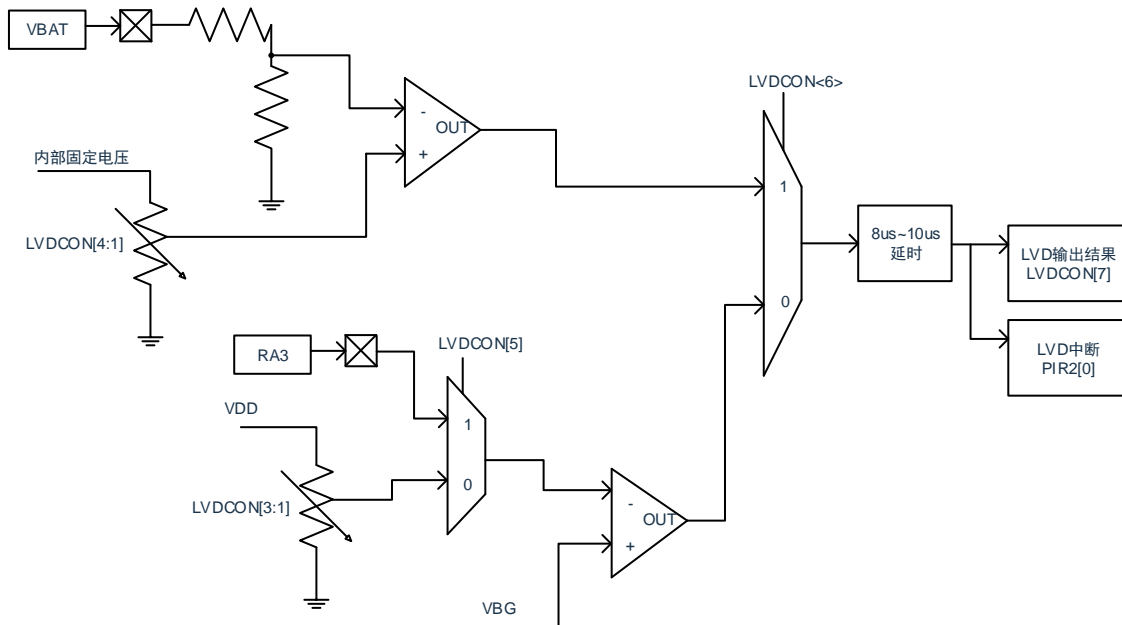 VBAT
LVDCON<6>
-
OUT
+
内部固定电压
1
LVDCON[4:1]
8us~10us
延时
LVD输出结果
LVDCON[7]
0
RA3
LVDCON[5]
LVD中断
PIR2[0]
VDD
1
0
LVDCON[3:1]
-
OUT
+
VBG